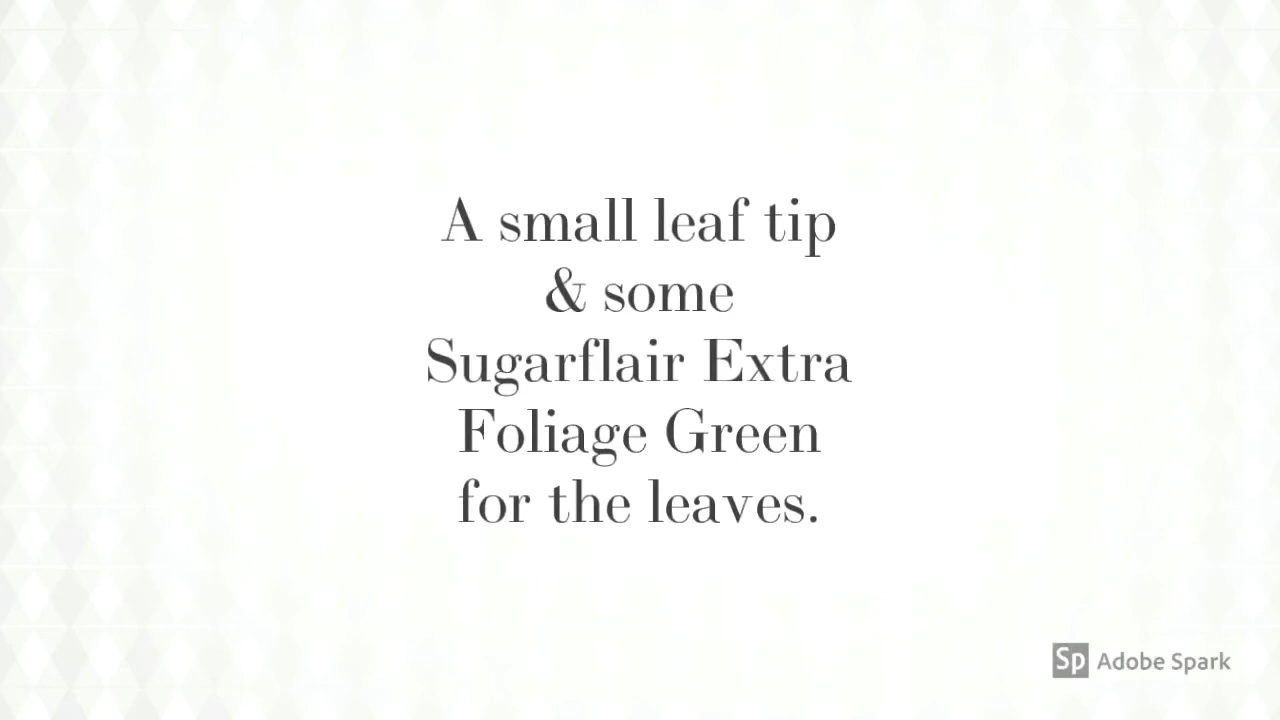 A small leaf tip
& some
Sugarflair Extra
Foliage Green
for the leaves.
Sp Adobe Spark